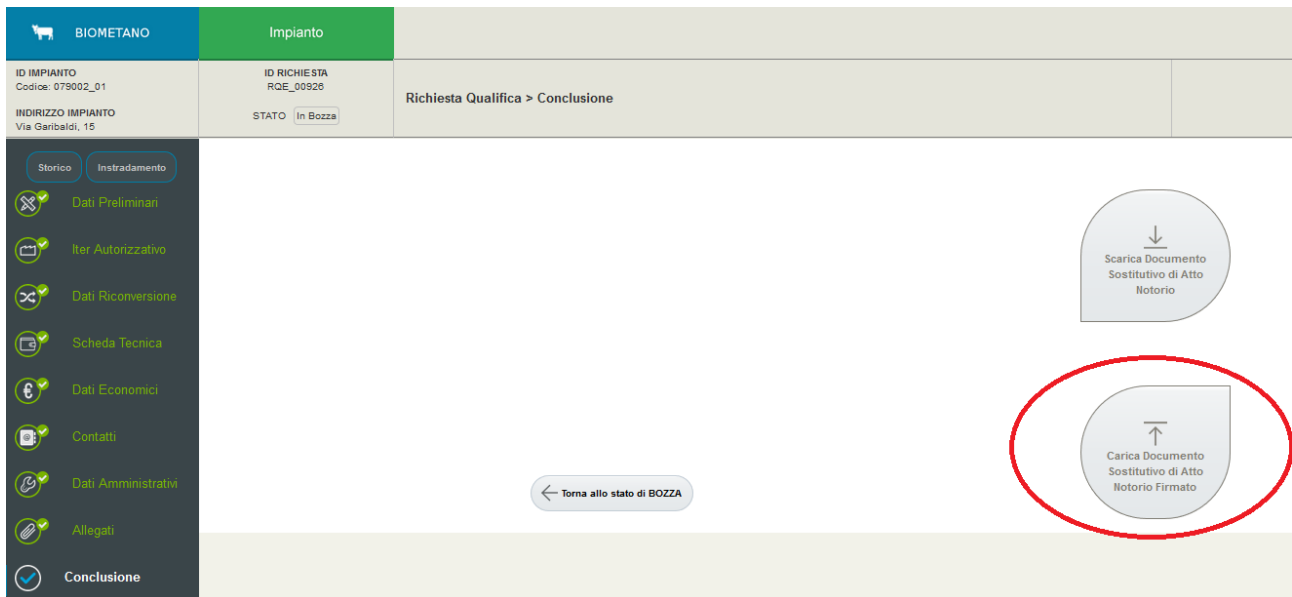 BIOMETANO
Impianto
ID IMPIANTO
Codice: 079002_01
INDIRIZZO IMPIANTO
Via Garibaldi, 15
ID RICHIESTA
RQE_00926
STATO In Bozza
Richiesta Qualifica > Conclusione
Storico
Instradamento
Dati Preliminari
Iter Autorizzativo
Dati Riconversione
Scheda Tecnica
Dati Economici
Contatti
Dati Amministrativi
Allegati
Conclusione
Scarica Documento
Sostitutivo di Atto
Notorio
Carica Documento
Sostitutivo di Atto
Notorio Firmato
Torna allo stato di BOZZA